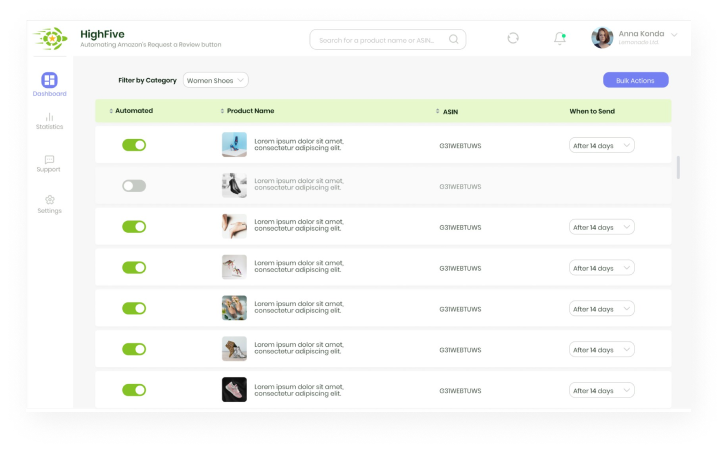 HighFive
Automating Amazon's Request a Review button
Search for a product name or ASIN...
Anna Konda
Lemonade Ltd
Dashboard
Statistics
Support
Settings
Filter by Category
Women Shoes
Bulk Actions
Automated
Product Name
ASIN
When to Send
Lorem ipsum dolor sit amet,
consectetur adipiscing elit.
G31WEBTUWS
After 14 days
Lorem ipsum dolor sit amet,
consectetur adipiscing elit.
G31WEBTUWS
Lorem ipsum dolor sit amet,
consectetur adipiscing elit.
G31WEBTUWS
After 14 days
Lorem ipsum dolor sit amet,
consectetur adipiscing elit.
G31WEBTUWS
After 14 days
Lorem ipsum dolor sit amet,
consectetur adipiscing elit.
G31WEBTUWS
After 14 days
Lorem ipsum dolor sit amet,
consectetur adipiscing elit.
G31WEBTUWS
After 14 days
Lorem ipsum dolor sit amet,
consectetur adipiscing elit.
G31WEBTUWS
After 14 days